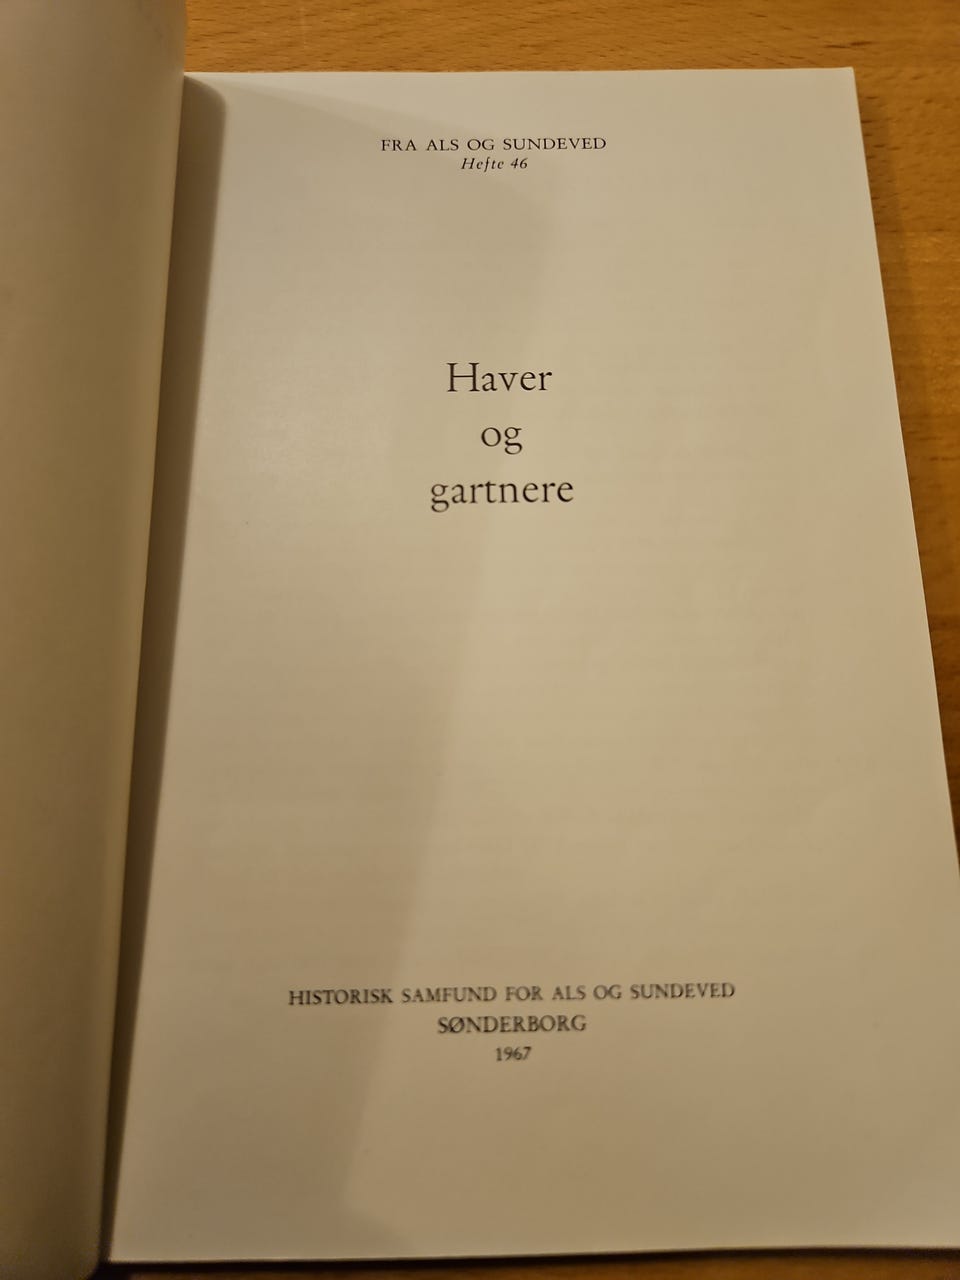 FRA ALS OG SUNDEVED
Hefte 46
Haver
og
gartnere
HISTORISK SAMFUND FOR ALS OG SUNDEVED
SØNDERBORG
1967